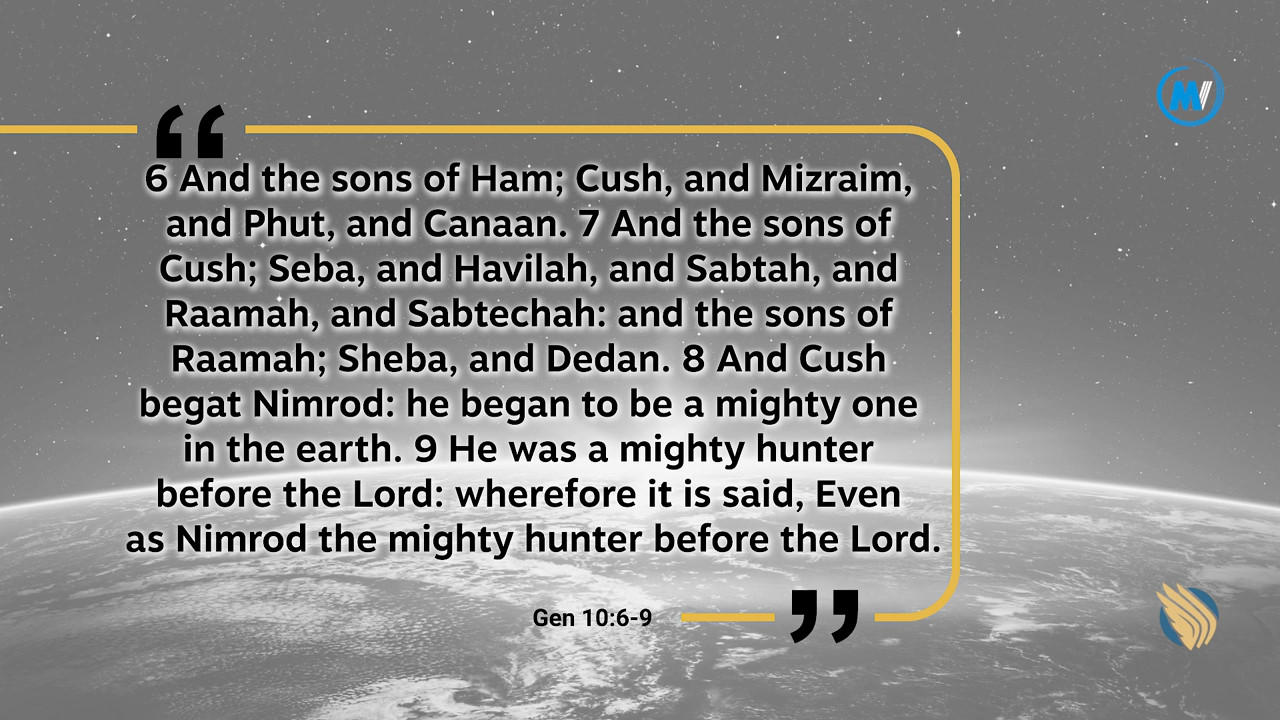 “
6 And the sons of Ham; Cush, and Mizraim,
and Phut, and Canaan. 7 And the sons of
Cush; Seba, and Havilah, and Sabtah, and
Raamah, and Sabtechah: and the sons of
Raamah; Sheba, and Dedan. 8 And Cush
begat Nimrod: he began to be a mighty one
in the earth. 9 He was a mighty hunter
before the Lord: wherefore it is said, Even
as Nimrod the mighty hunter before the Lord.
Gen 10:6-9 ”